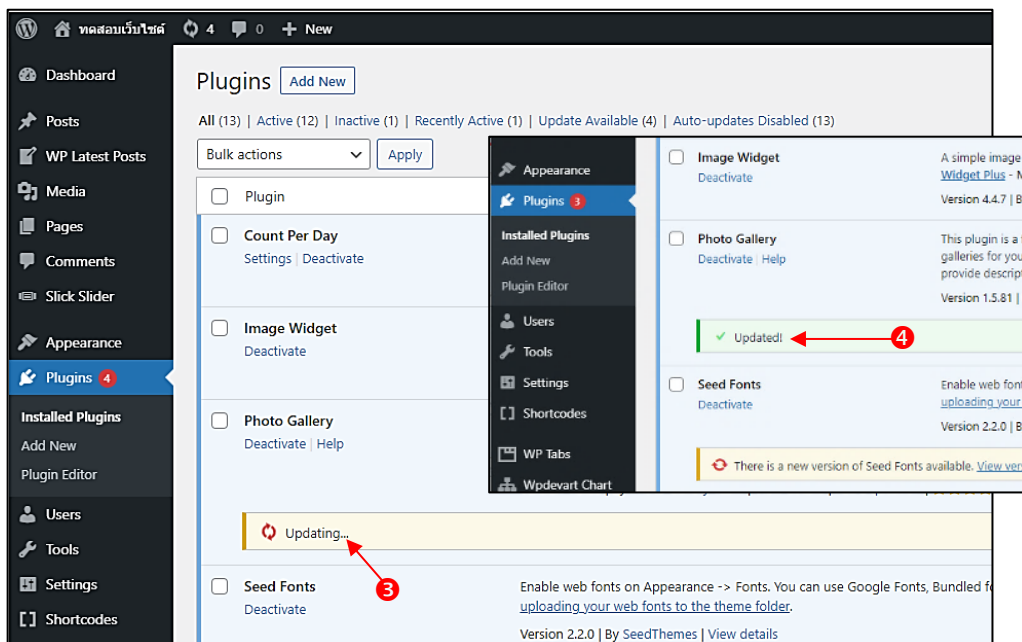 ทดสอบเว็บไซต์ 4 0 New
Dashboard
Posts
WP Latest Posts
Media
Pages
Comments
Slick Slider
Appearance
Plugins 4
Installed Plugins
Add New
Plugin Editor
Users
Tools
Settings
Shortcodes
Plugins Add New
All (13) | Active (12) | Inactive (1) | Recently Active (1) | Update Available (4) | Auto-updates Disabled (13)
Bulk actions Apply
Plugin
Count Per Day
Settings | Deactivate
Image Widget
Deactivate
Photo Gallery
Deactivate | Help
Updating...
3
Seed Fonts
Deactivate
Enable web fonts on Appearance -> Fonts. You can use Google Fonts, Bundled
uploading your web fonts to the theme folder.
Version 2.2.0 | By SeedThemes | View details
Appearance
Plugins 3
Installed Plugins
Add New
Plugin Editor
Users
Tools
Settings
Shortcodes
WP Tabs
Wpdevart Chart
Image Widget
Deactivate
A simple image
Widget Plus -
Version 4.4.7 |
Photo Gallery
Deactivate | Help
This plugin is a
galleries for you
provide
Version 1.5.81 |
Updated!
4
Seed Fonts
Deactivate
Enable web
uploading your
Version 2.2.0 |
There is a new version of Seed Fonts available. View